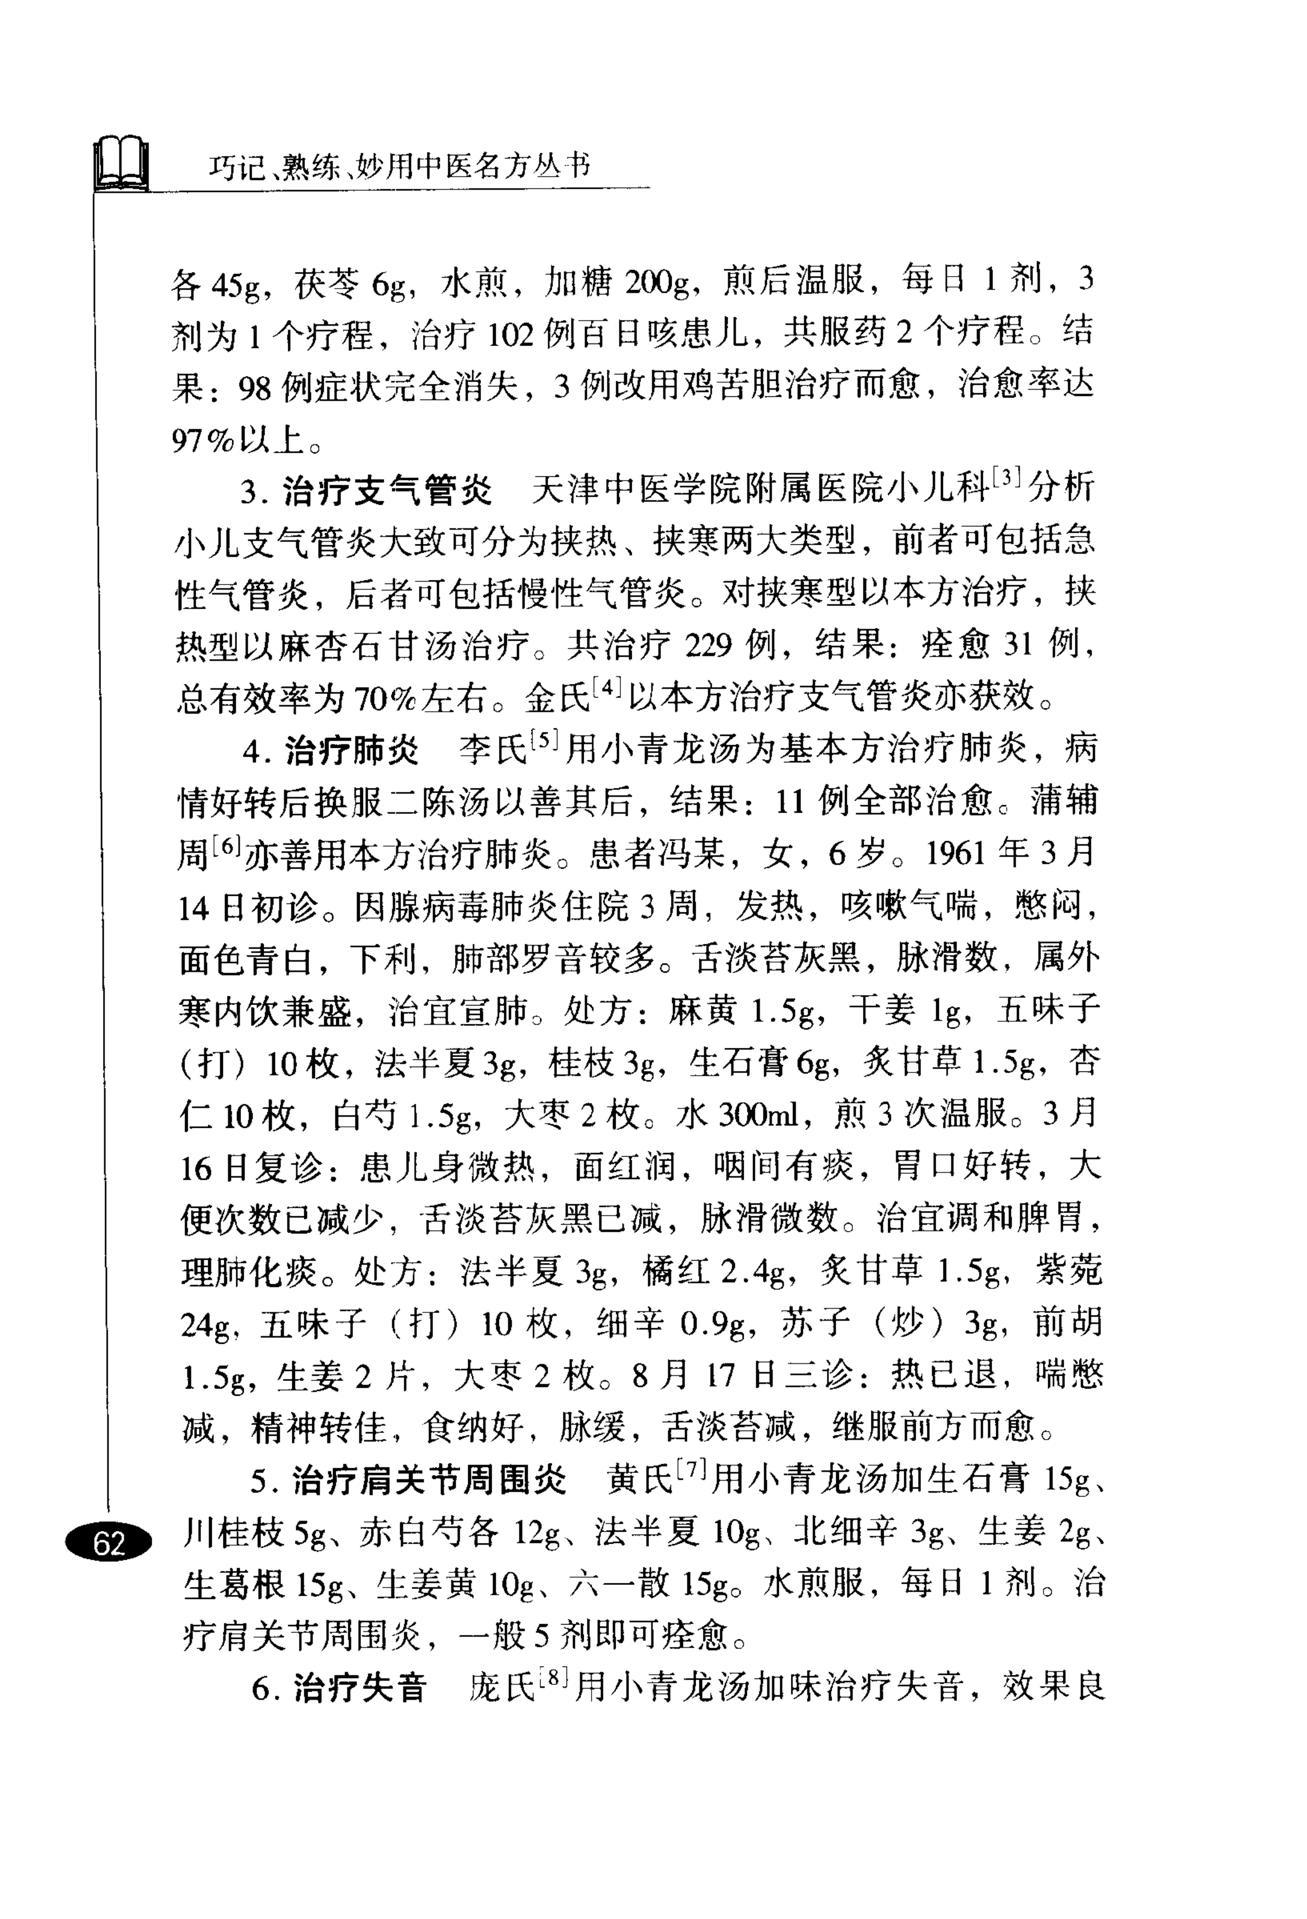 巧记、熟练、妙用中医名方丛书
各 45g，茯苓 6g，水煎，加糖 200g，煎后温服，每日 1 剂，3
剂为 1 个疗程，治疗 102 例百日咳患儿，共服药 2 个疗程。结
果：98 例症状完全消失，3 例改用鸡苦胆治疗而愈，治愈率达
97%以上。
3. 治疗支气管炎　天津中医学院附属医院小儿科[3]分析
小儿支气管炎大致可分为挟热、挟寒两大类型，前者可包括急
性气管炎，后者可包括慢性气管炎。对挟寒型以本方治疗，挟
热型以麻杏石甘汤治疗。共治疗 229 例，结果：痊愈 31 例，
总有效率为 70%左右。金氏[4]以本方治疗支气管炎亦获效。
4. 治疗肺炎　李氏[5]用小青龙汤为基本方治疗肺炎，病
情好转后换服二陈汤以善其后，结果：11 例全部治愈。蒲辅
周[6]亦善用本方治疗肺炎。患者冯某，女，6 岁。1961 年 3 月
14 日初诊。因腺病毒肺炎住院 3 周，发热，咳嗽气喘，憋闷，
面色青白，下利，肺部罗音较多。舌淡苔灰黑，脉滑数，属外
寒内饮兼盛，治宜宣肺。处方：麻黄 1.5g，干姜 1g，五味子
（打）10 枚，法半夏 3g，桂枝 3g，生石膏 6g，炙甘草 1.5g，杏
仁 10 枚，白芍 1.5g，大枣 2 枚。水 300ml，煎 3 次温服。3 月
16 日复诊：患儿身微热，面红润，咽间有痰，胃口好转，大
便次数已减少，舌淡苔灰黑已减，脉滑微数。治宜调和脾胃，
理肺化痰。处方：法半夏 3g，橘红 2.4g，炙甘草 1.5g，紫菀
24g，五味子（打）10 枚，细辛 0.9g，苏子（炒）3g，前胡
1.5g，生姜 2 片，大枣 2 枚。8 月 17 日三诊：热已退，喘憋
减，精神转佳，食纳好，脉缓，舌淡苔减，继服前方而愈。
5. 治疗肩关节周围炎　黄氏[7]用小青龙汤加生石膏 15g、
川桂枝 5g、赤白芍各 12g、法半夏 10g、北细辛 3g、生姜 2g、
生葛根 15g、生姜黄 10g、六一散 15g。水煎服，每日 1 剂。治
疗肩关节周围炎，一般 5 剂即可痊愈。
6. 治疗失音　庞氏[8]用小青龙汤加味治疗失音，效果良
62